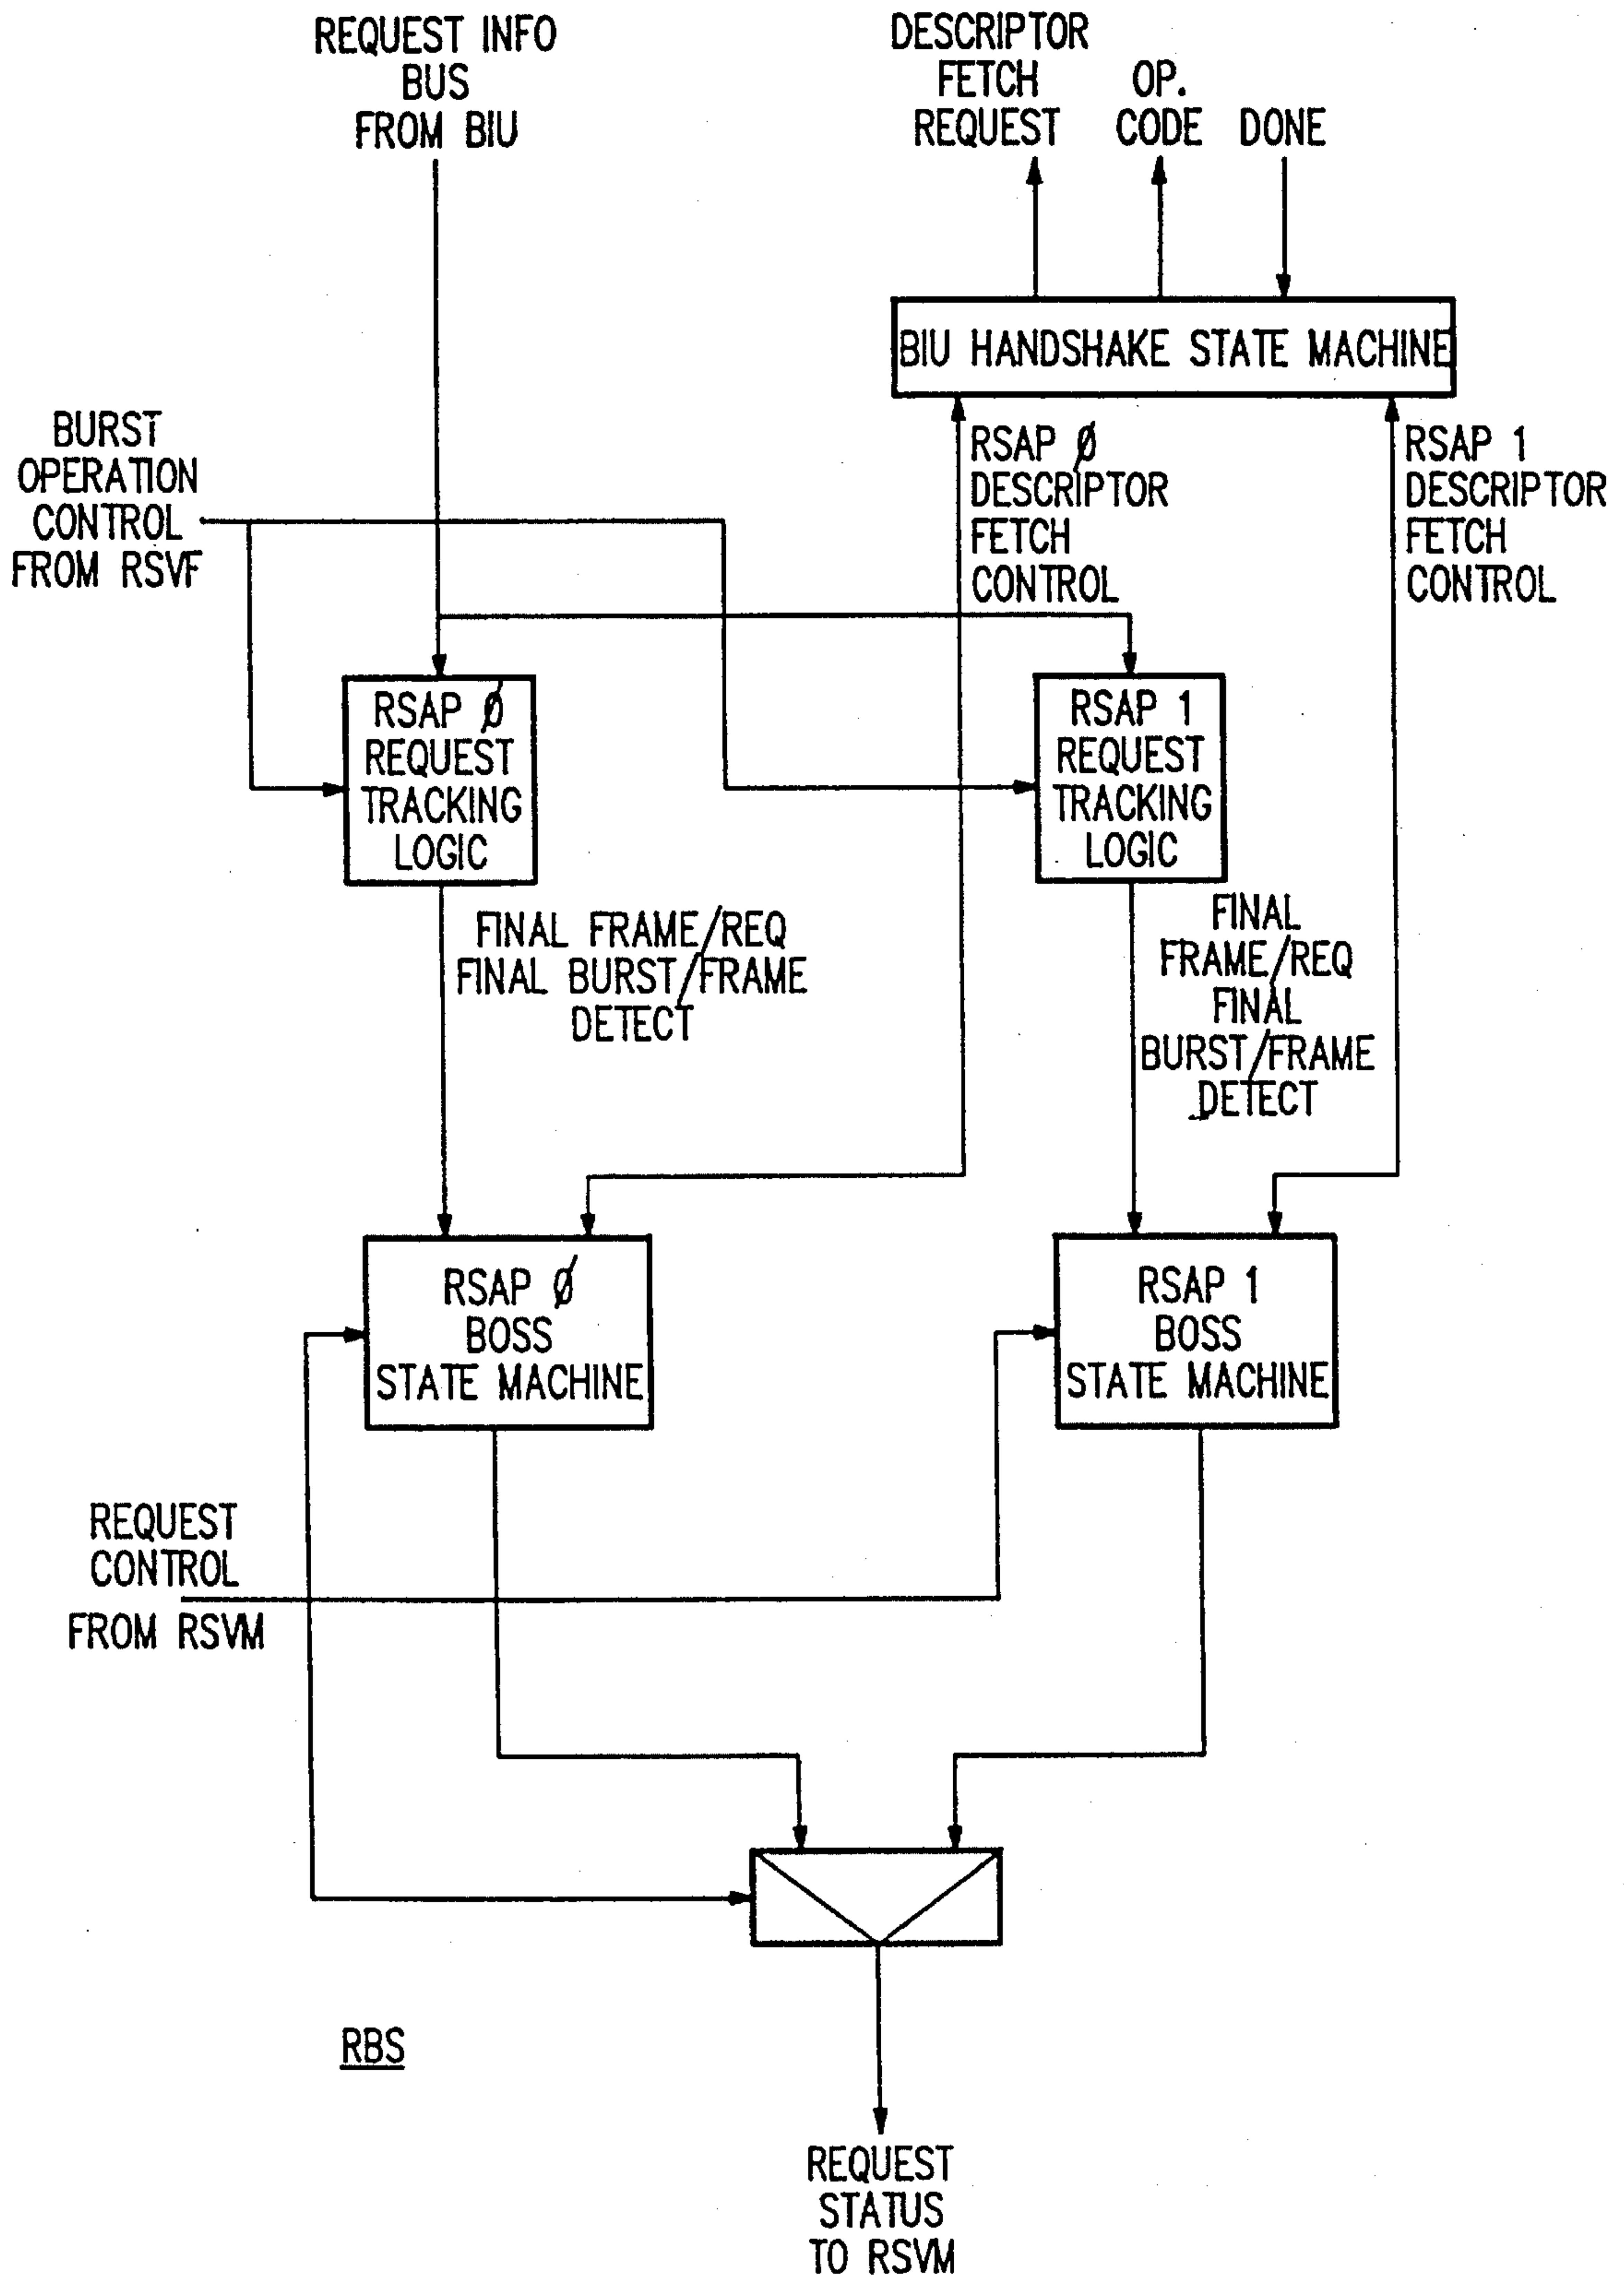 REQUEST INFO
BUS
FROM BIU
DESCRIPTOR
FETCH
REQUEST
OP.
CODE
DONE
BIU HANDSHAKE STATE MACHINE
BURST
OPERATION
CONTROL
FROM RSVF
RSAP Ø
DESCRIPTOR
FETCH
CONTROL
RSAP 1
DESCRIPTOR
FETCH
CONTROL
RSAP Ø
REQUEST
TRACKING
LOGIC
RSAP 1
REQUEST
TRACKING
LOGIC
FINAL FRAME/REQ
FINAL BURST/FRAME
DETECT
FINAL
FRAME/REQ
FINAL
BURST/FRAME
DETECT
RSAP Ø
BOSS
STATE MACHINE
RSAP 1
BOSS
STATE MACHINE
REQUEST
CONTROL
FROM RSVM
RBS
REQUEST
STATUS
TO RSVM